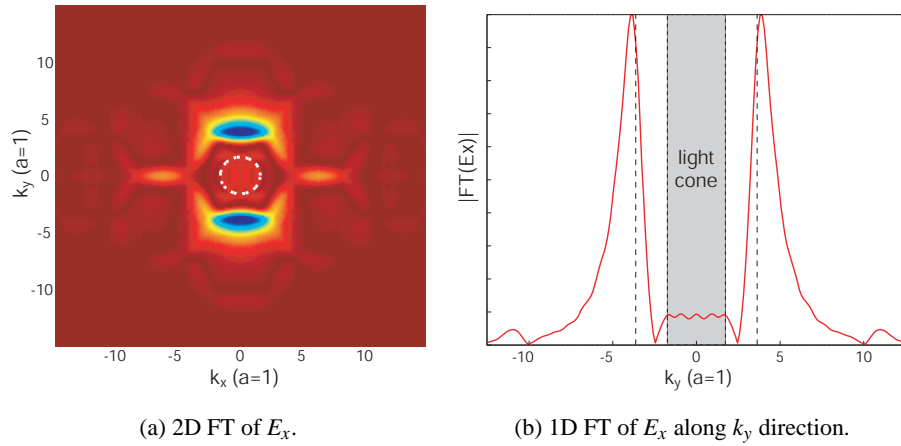 15
10
5
0
-5
-10
k_y (a=1)
-10
-5
0
5
10
k_x (a=1)
(a) 2D FT of E_x.
|FT(Ex)|
light
cone
-10
-5
0
5
10
k_y (a=1)
(b) 1D FT of E_x along k_y direction.